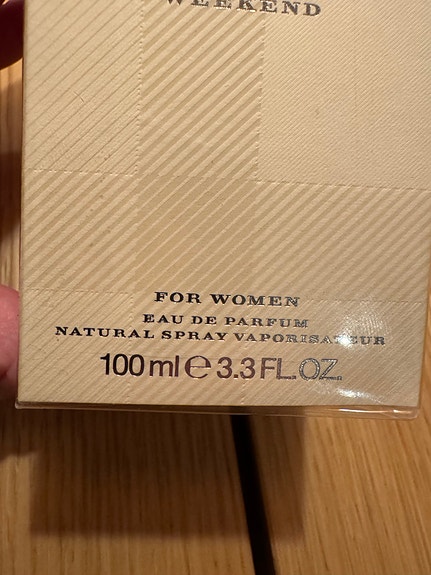 WEEKEND
FOR WOMEN
EAU DE PARFUM
NATURAL SPRAY VAPORISATEUR
100 ml ℮ 3.3 FL.OZ.